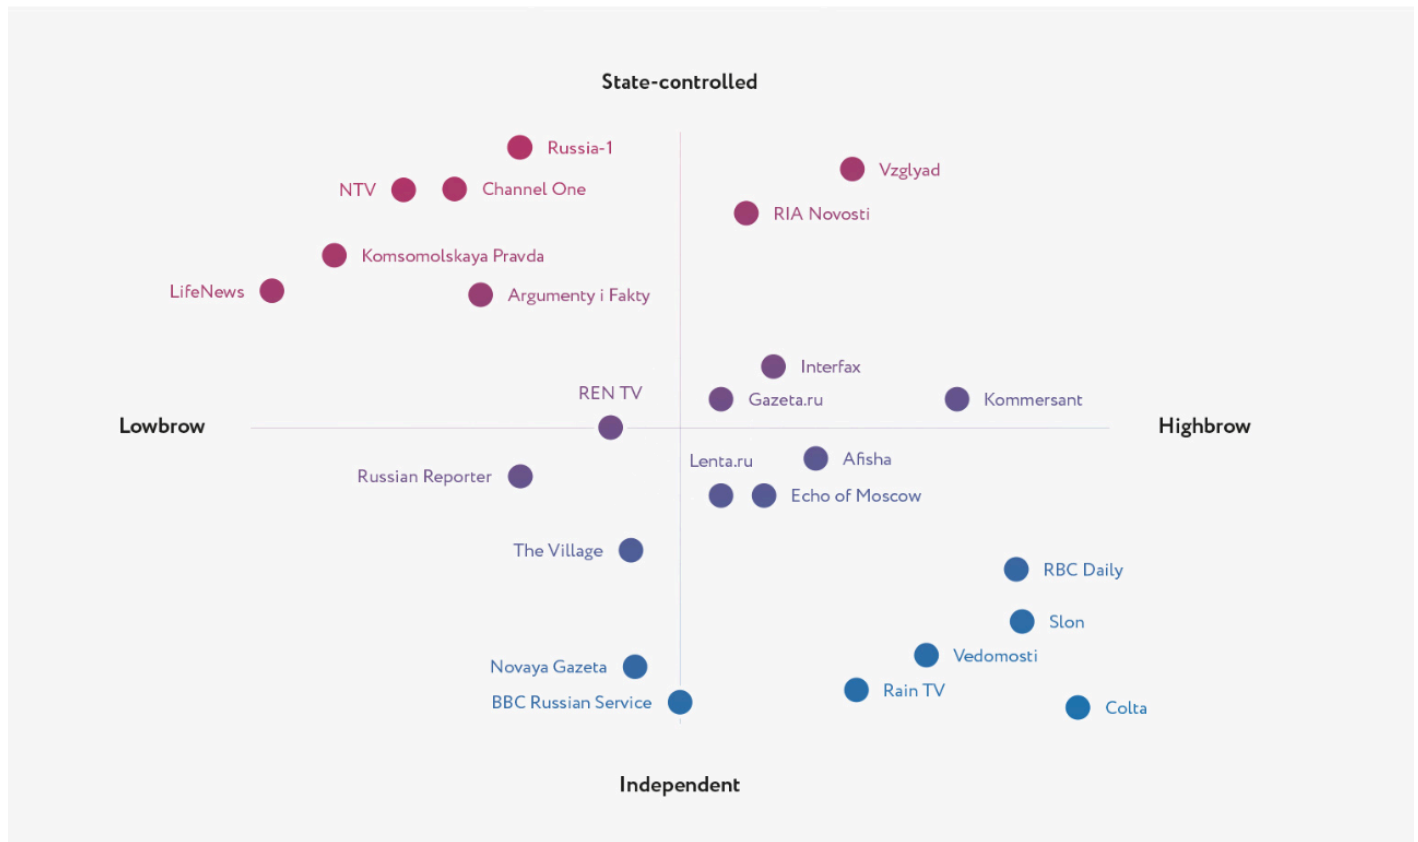 State-controlled
Russia-1
Vzglyad
NTV
Channel One
RIA Novosti
Komsomolskaya Pravda
LifeNews
Argumenty i Fakty
Interfax
REN TV
Gazeta.ru
Kommersant
Lowbrow
Highbrow
Lenta.ru
Afisha
Russian Reporter
Echo of Moscow
The Village
RBC Daily
Slon
Vedomosti
Novaya Gazeta
Rain TV
BBC Russian Service
Colta
Independent